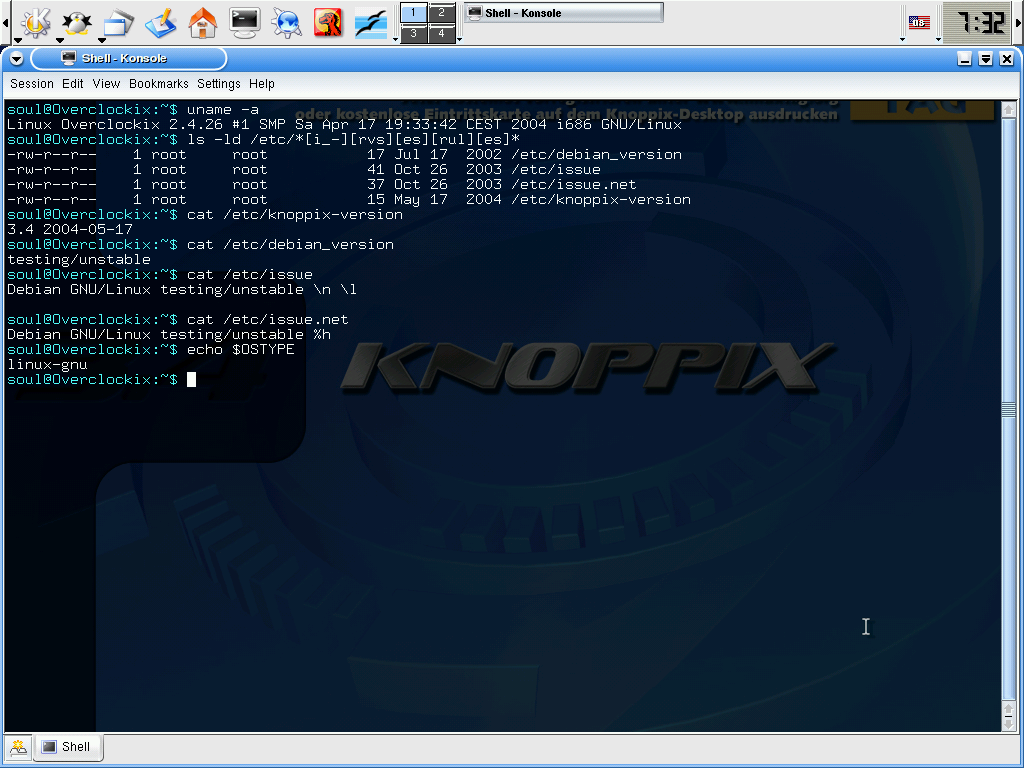 1 2
3 4
Shell - Konsole
us
7:32
Shell - Konsole
Session Edit View Bookmarks Settings Help
oder kostenlose Eintrittskarte auf dem Knoppix-Desktop ausdrucken
TAG
soul@Overclockix:~$ uname -a
Linux Overclockix 2.4.26 #1 SMP Sa Apr 17 19:33:42 CEST 2004 i686 GNU/Linux
soul@Overclockix:~$ ls -ld /etc/*[i_-][rvs][es][rul][es]*
-rw-r--r-- 1 root root 17 Jul 17 2002 /etc/debian_version
-rw-r--r-- 1 root root 41 Oct 26 2003 /etc/issue
-rw-r--r-- 1 root root 37 Oct 26 2003 /etc/issue.net
-rw-r--r-- 1 root root 15 May 17 2004 /etc/knoppix-version
soul@Overclockix:~$ cat /etc/knoppix-version
3.4 2004-05-17
soul@Overclockix:~$ cat /etc/debian_version
testing/unstable
soul@Overclockix:~$ cat /etc/issue
Debian GNU/Linux testing/unstable \n \l
soul@Overclockix:~$ cat /etc/issue.net
Debian GNU/Linux testing/unstable %h
soul@Overclockix:~$ echo $OSTYPE
linux-gnu
soul@Overclockix:~$
KNOPPIX
Shell